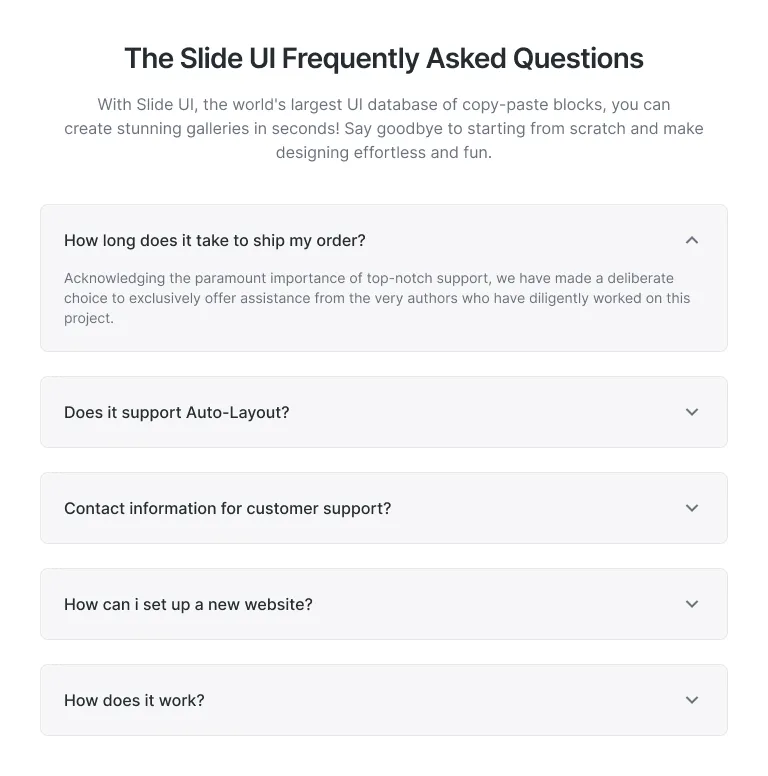 The Slide UI Frequently Asked Questions
With Slide UI, the world's largest UI database of copy-paste blocks, you can
create stunning galleries in seconds! Say goodbye to starting from scratch and make
designing effortless and fun.
How long does it take to ship my order?
Acknowledging the paramount importance of top-notch support, we have made a deliberate
choice to exclusively offer assistance from the very authors who have diligently worked on this
project.
Does it support Auto-Layout?
Contact information for customer support?
How can i set up a new website?
How does it work?